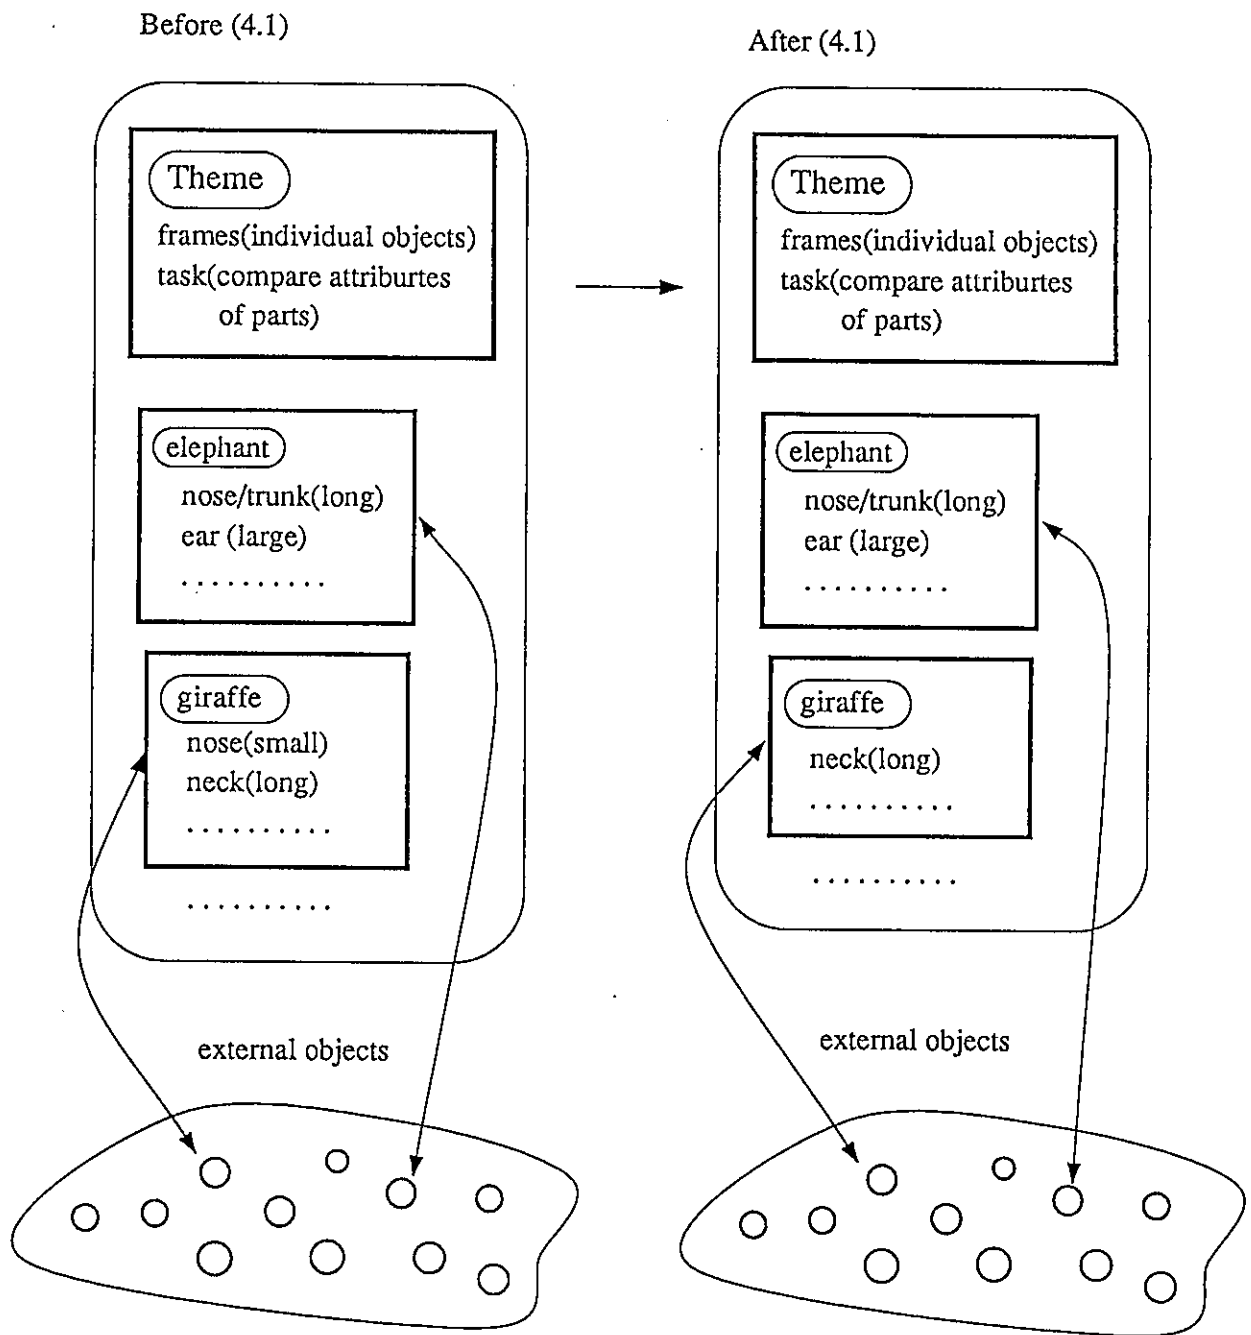 Before (4.1)
Theme
frames(individual objects)
task(compare attriburtes
of parts)
elephant
nose/trunk(long)
ear (large)
. . . . . . . . . .
giraffe
nose(small)
neck(long)
. . . . . . . . . .
. . . . . . . . . .
external objects
After (4.1)
Theme
frames(individual objects)
task(compare attriburtes
of parts)
elephant
nose/trunk(long)
ear (large)
. . . . . . . . . .
giraffe
neck(long)
. . . . . . . . . .
. . . . . . . . . .
external objects